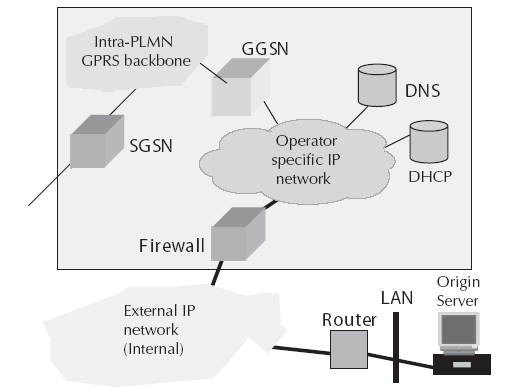 Intra-PLMN
GPRS backbone
GGSN
DNS
SGSN
Operator
specific IP
network
DHCP
Firewall
External IP
network
(Internal)
Router
LAN
Origin
Server